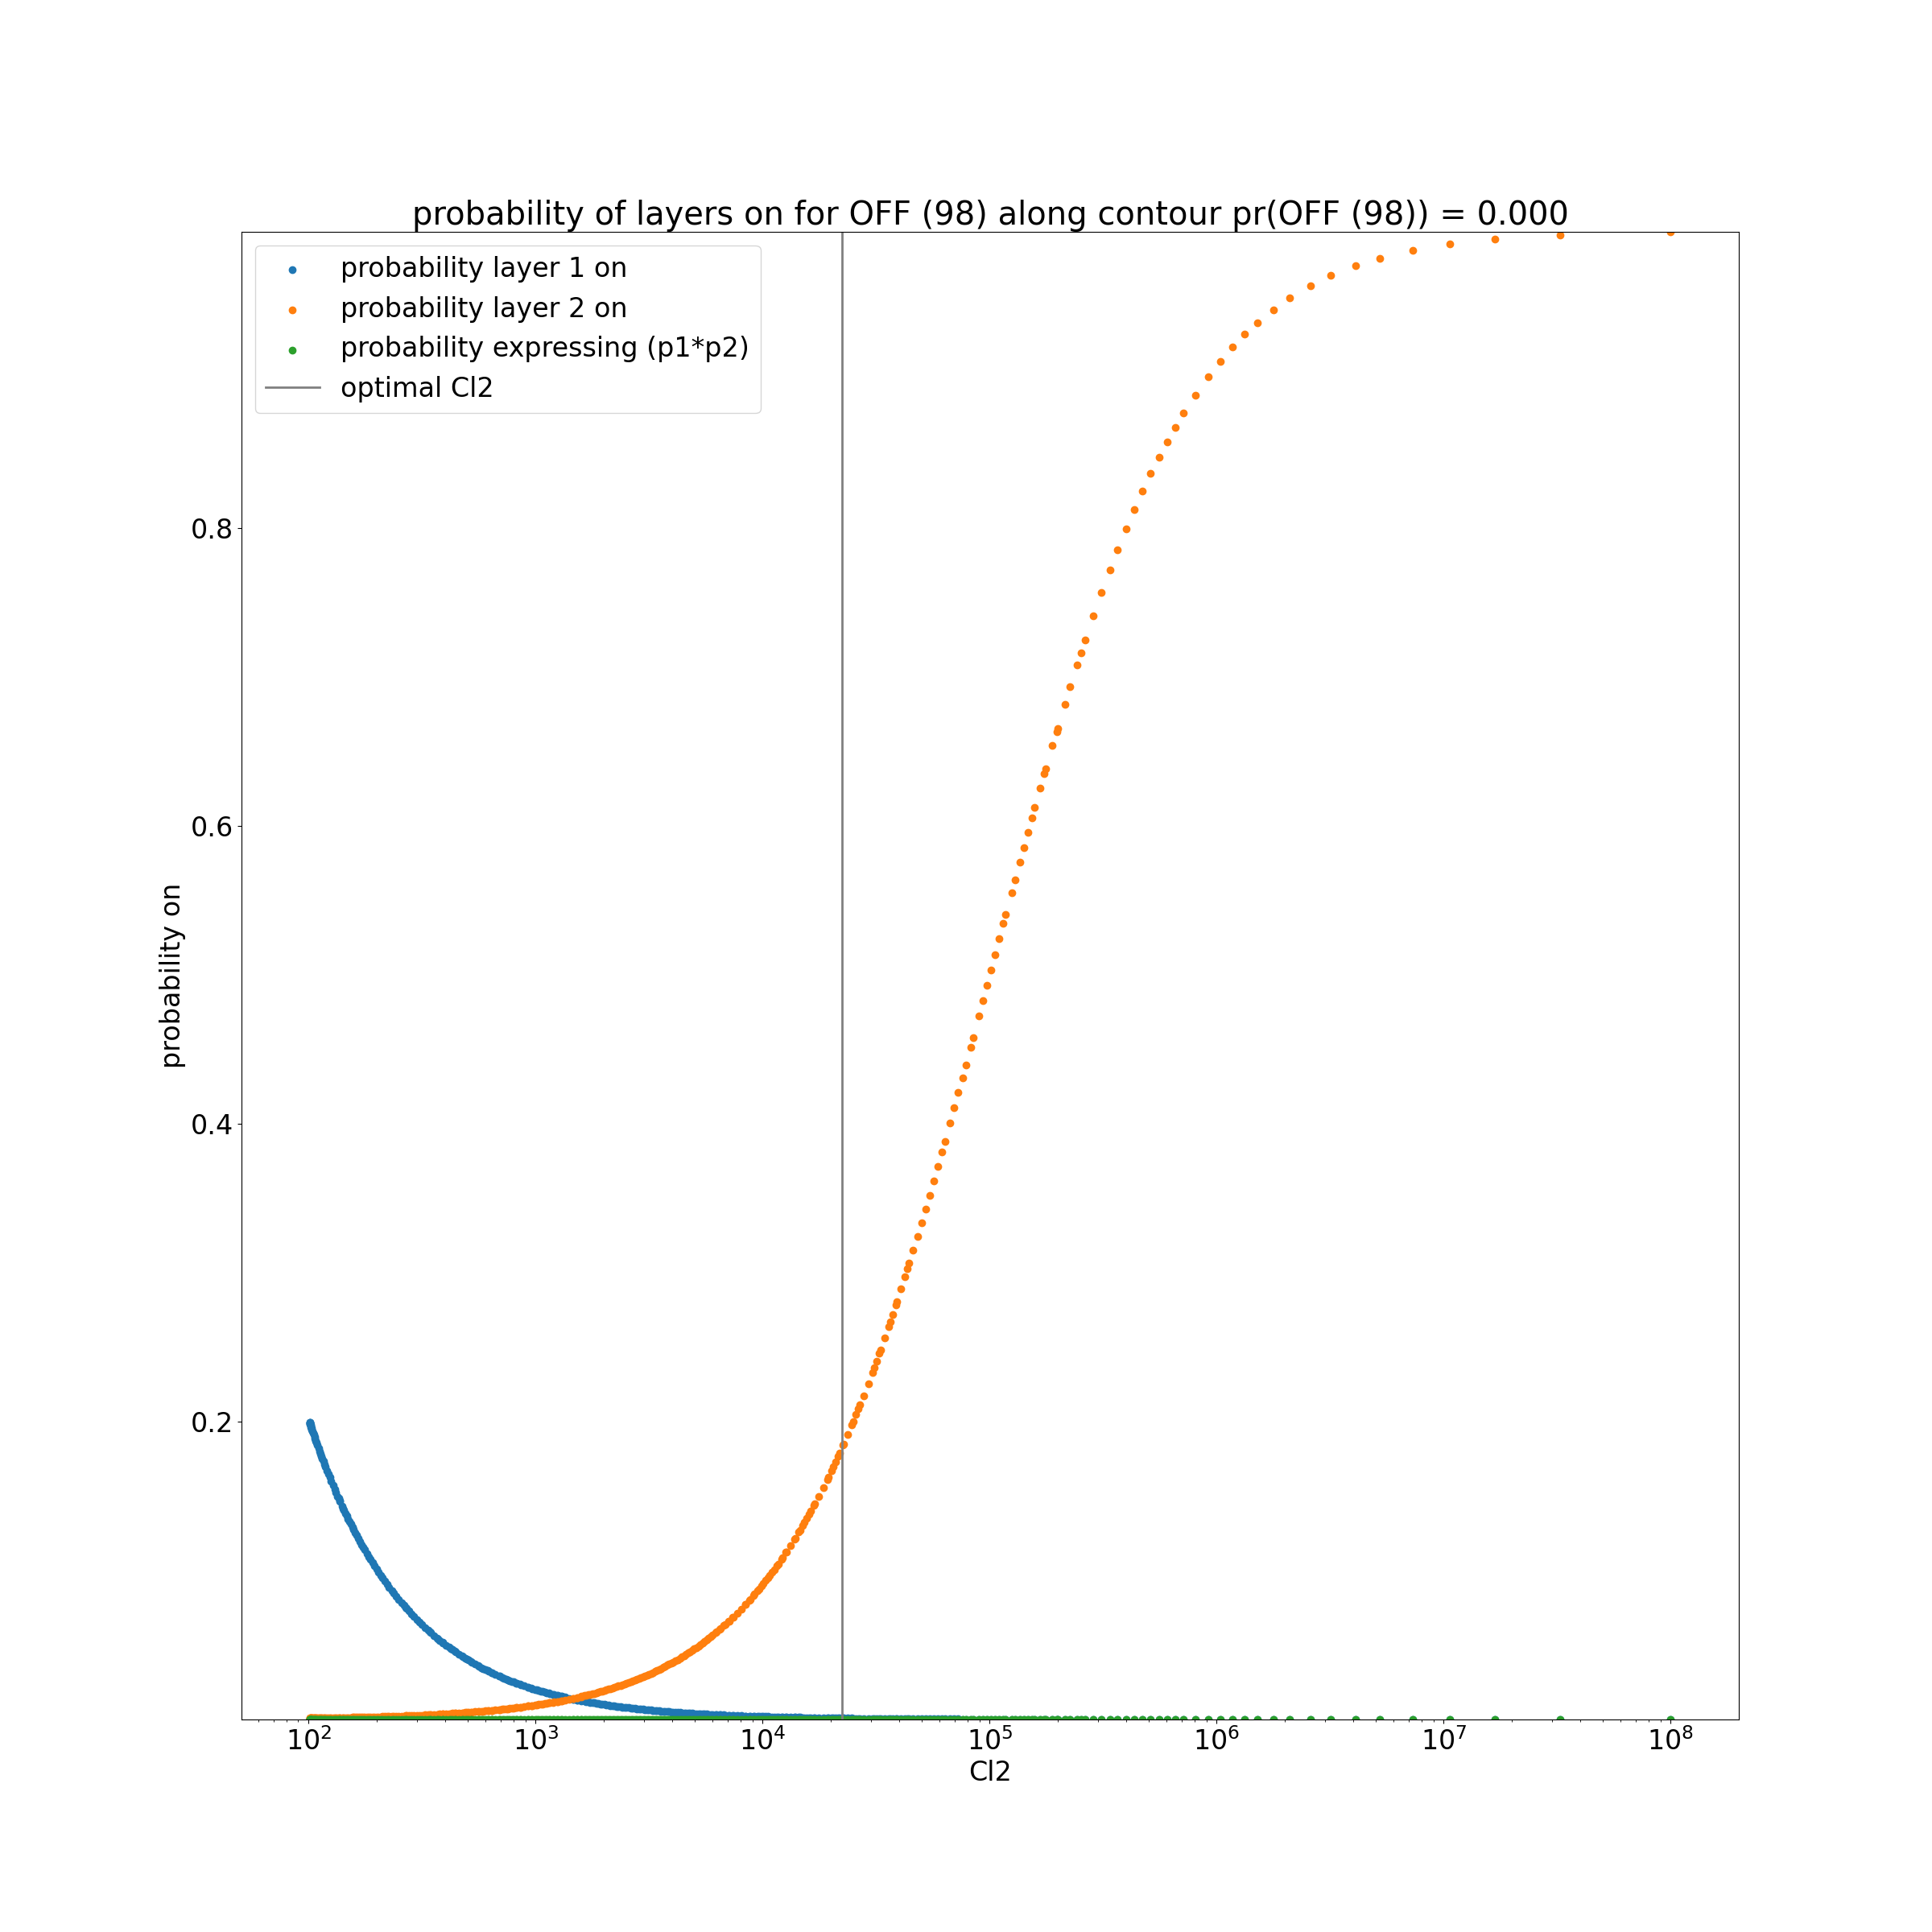 probability of layers on for OFF (98) along contour pr(OFF (98)) = 0.000
probability layer 1 on
probability layer 2 on
probability expressing (p1*p2)
optimal Cl2
0.8
0.6
0.4
0.2
probability on
10² 10³ 10⁴ 10⁵ 10⁶ 10⁷ 10⁸
Cl2